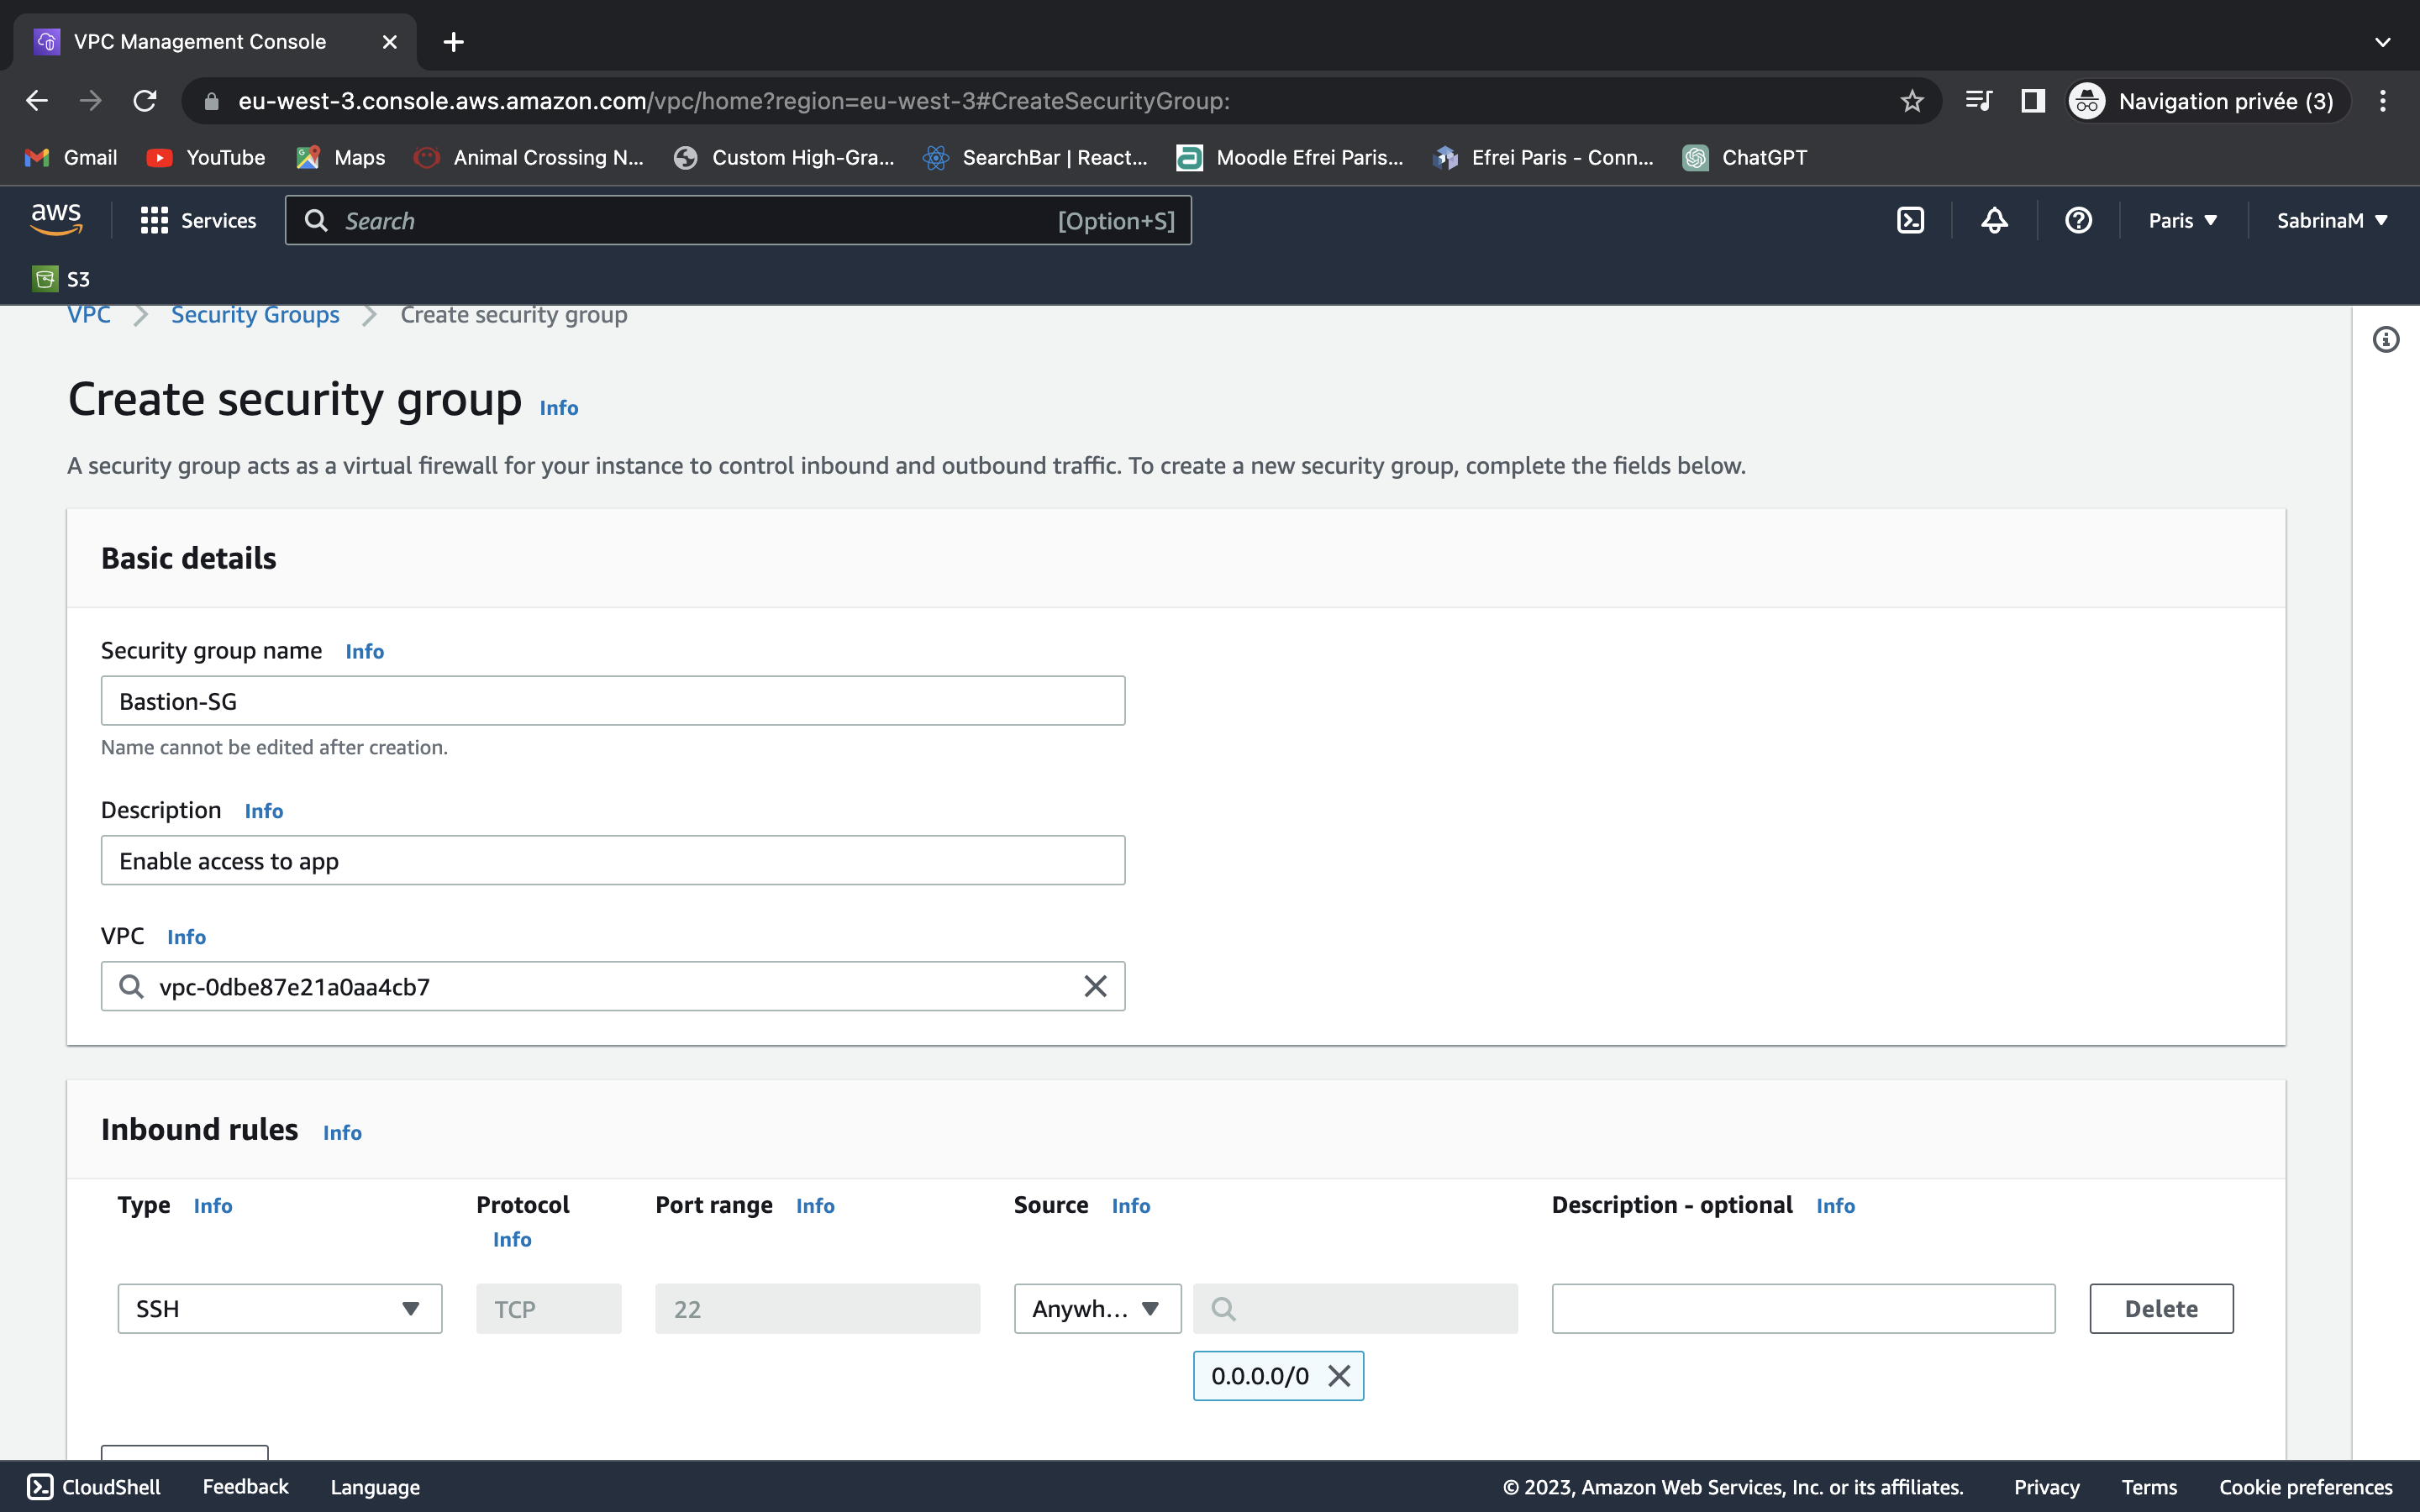 VPC Management Console
eu-west-3.console.aws.amazon.com/vpc/home?region=eu-west-3#CreateSecurityGroup:
Navigation privée (3)
Gmail YouTube Maps Animal Crossing N... Custom High-Gra... SearchBar | React... Moodle Efrei Paris... Efrei Paris - Conn... ChatGPT
aws Services Search [Option+S] Paris SabrinaM
S3
VPC Security Groups Create security group
Create security group Info
A security group acts as a virtual firewall for your instance to control inbound and outbound traffic. To create a new security group, complete the fields below.
Basic details
Security group name Info
Bastion-SG
Name cannot be edited after creation.
Description Info
Enable access to app
VPC Info
vpc-0dbe87e21a0aa4cb7
Inbound rules Info
Type Info Protocol Info Port range Info Source Info Description - optional Info
SSH TCP 22 Anywh... Delete
0.0.0.0/0
CloudShell Feedback Language © 2023, Amazon Web Services, Inc. or its affiliates. Privacy Terms Cookie preferences